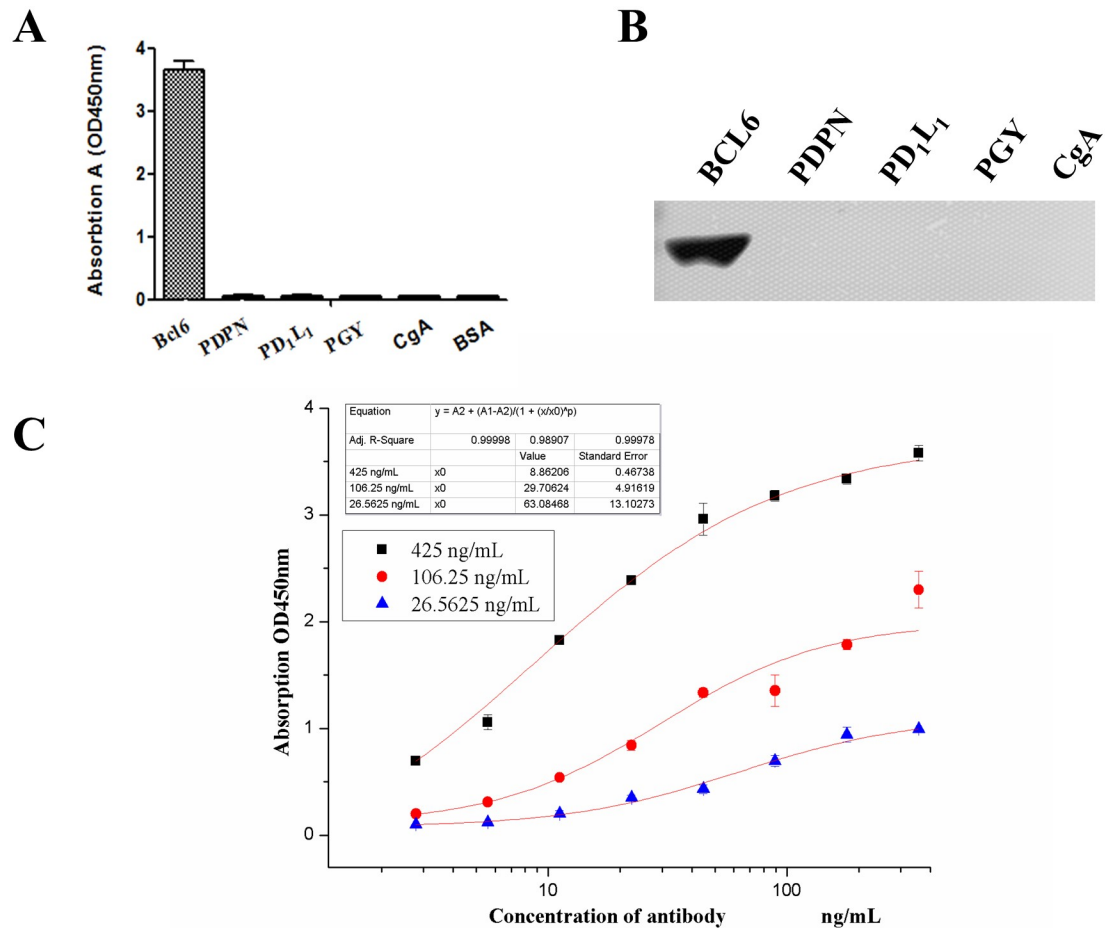 A
B
Absorbtion A (OD450nm)
4
3
2
1
0
Bcl6
PDPN
PD₁L₁
PGY
CgA
BSA
BCL6
PDPN
PD₁L₁
PGY
CgA
C
Equation y = A2 + (A1-A2)/(1 + (x/x0)^p)
Adj. R-Square 0.99998 0.98907 0.99978
Value Standard Error
425 ng/mL x0 8.86206 0.46738
106.25 ng/mL x0 29.70624 4.91619
26.5625 ng/mL x0 63.08468 13.10273
425 ng/mL
106.25 ng/mL
26.5625 ng/mL
Absorption OD450nm
4
3
2
1
0
10 100
Concentration of antibody ng/mL